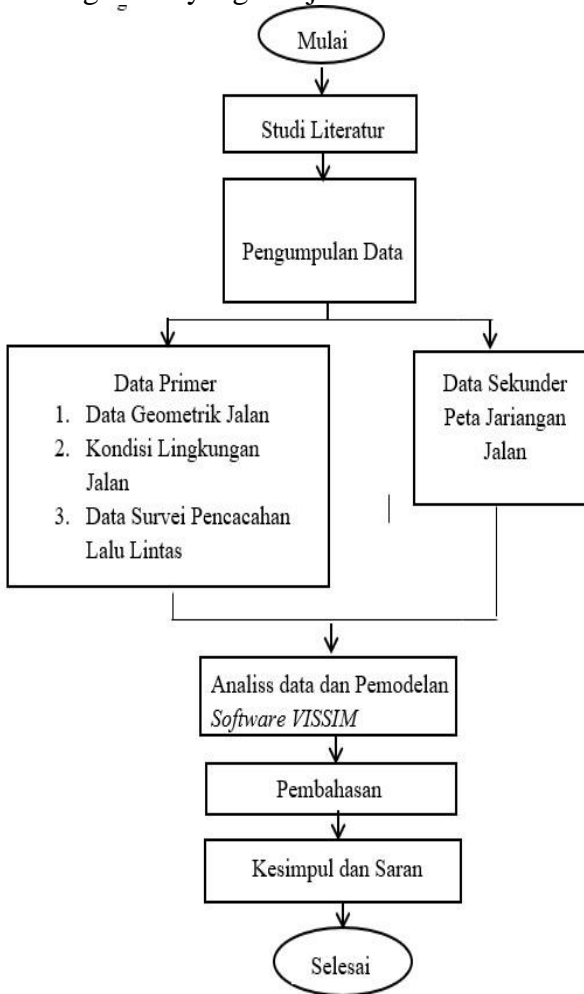 Mulai
Studi Literatur
Pengumpulan Data
Data Primer
1. Data Geometrik Jalan
2. Kondisi Lingkungan
Jalan
3. Data Survei Pencacahan
Lalu Lintas
Data Sekunder
Peta Jariangan
Jalan
Analiss data dan Pemodelan
Software VISSIM
Pembahasan
Kesimpul dan Saran
Selesai